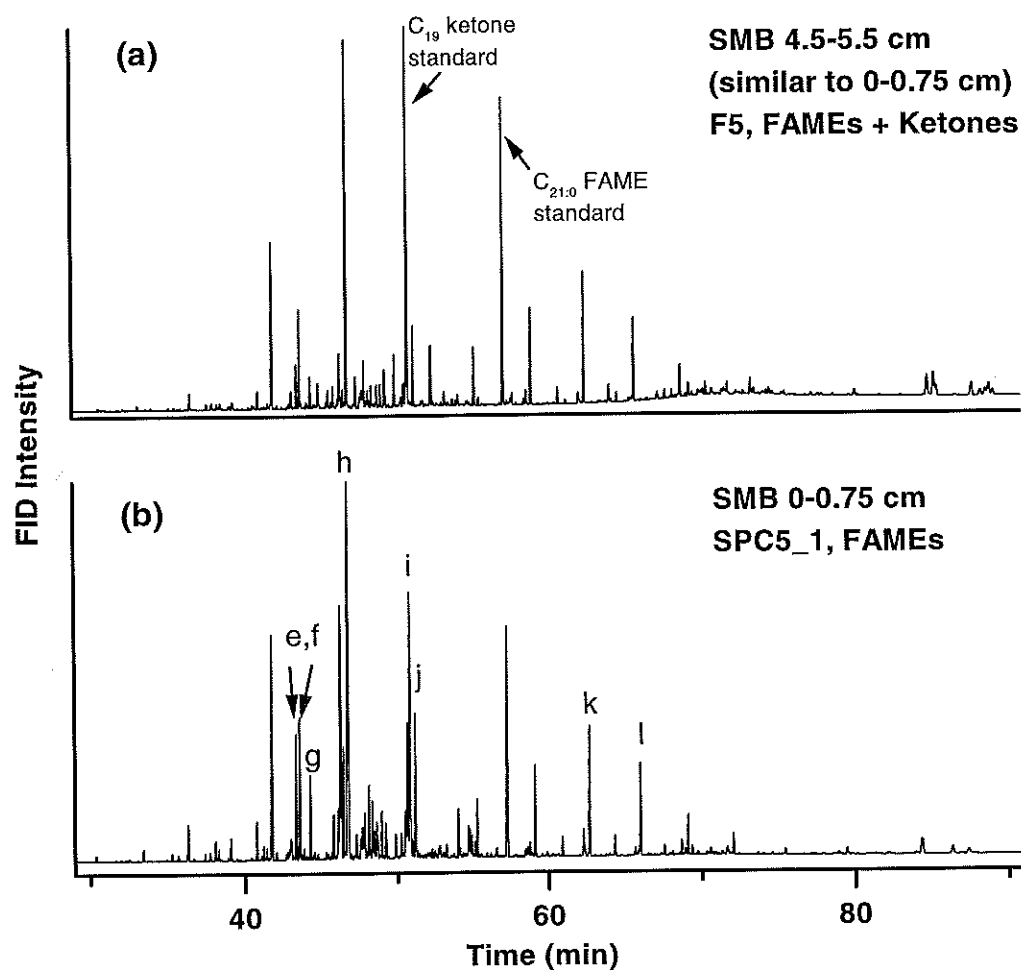 (a)
C19 ketone
standard
SMB 4.5-5.5 cm
(similar to 0-0.75 cm)
F5, FAMEs + Ketones
C21:0 FAME
standard
FID Intensity
(b)
SMB 0-0.75 cm
SPC5_1, FAMEs
h
i
e,f
j
g
k
l
40
60
80
Time (min)